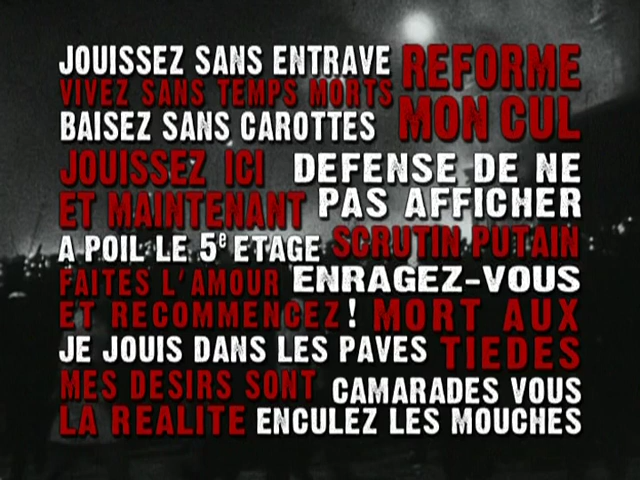 JOUISSEZ SANS ENTRAVE
VIVEZ SANS TEMPS MORTS
BAISEZ SANS CAROTTES
REFORME
MON CUL
JOUISSEZ ICI
ET MAINTENANT
DEFENSE DE NE
PAS AFFICHER
A POIL LE 5e ETAGE
SCRUTIN PUTAIN
FAITES L'AMOUR
ET RECOMMENCEZ !
ENRAGEZ-VOUS
MORT AUX
TIEDES
JE JOUIS DANS LES PAVES
MES DESIRS SONT
LA REALITE
CAMARADES VOUS
ENCULEZ LES MOUCHES